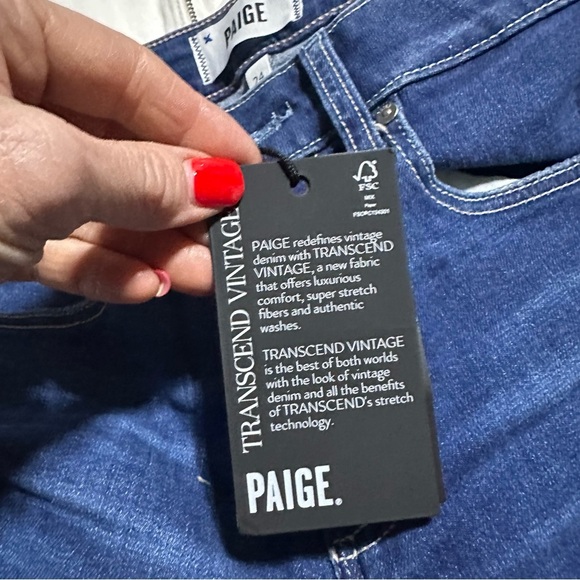 PAIGE
24
FSC
MIX
Paper
TRANSCEND VINTAGE
PAIGE redefines vintage
denim with TRANSCEND
VINTAGE, a new fabric
that offers luxurious
comfort, super stretch
fibers and authentic
washes.
TRANSCEND VINTAGE
is the best of both worlds
with the look of vintage
denim and all the benefits
of TRANSCEND's stretch
technology.
PAIGE.